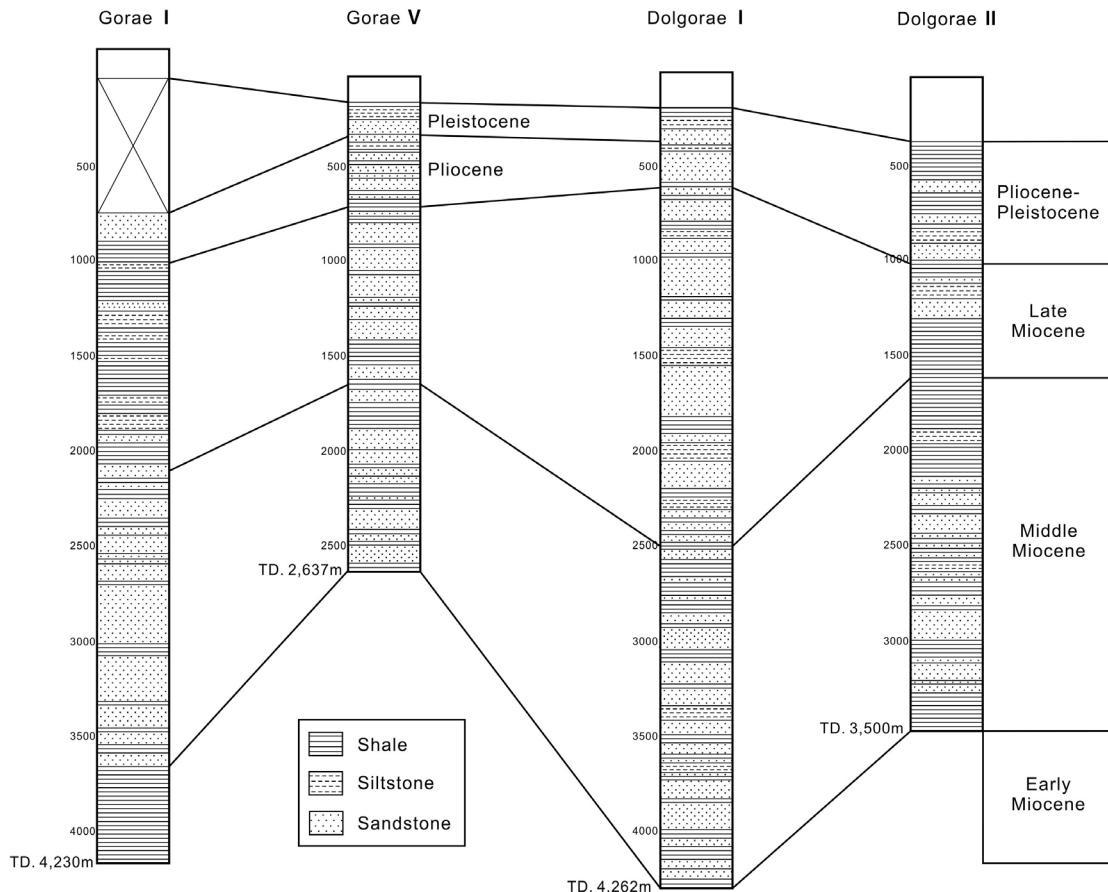 Gorae I
Gorae V
Dolgorae I
Dolgorae II
500
1000
1500
2000
2500
3000
3500
4000
TD. 4,230m
500
1000
1500
2000
2500
TD. 2,637m
Pleistocene
Pliocene
500
1000
1500
2000
2500
3000
3500
4000
TD. 4,262m
500
1000
1500
2000
2500
3000
TD. 3,500m
Pliocene-
Pleistocene
Late
Miocene
Middle
Miocene
Early
Miocene
Shale
Siltstone
Sandstone